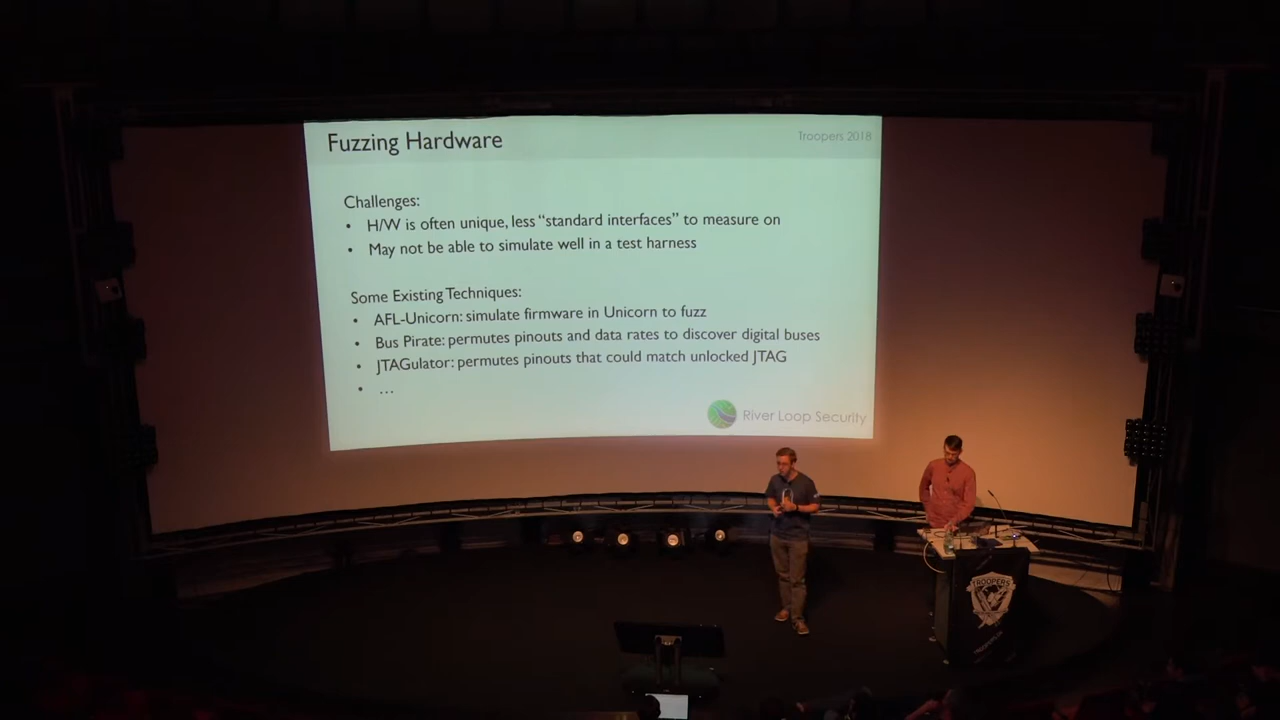 Fuzzing Hardware
Troopers 2018
Challenges:
• H/W is often unique, less “standard interfaces” to measure on
• May not be able to simulate well in a test harness
Some Existing Techniques:
• AFL-Unicorn: simulate firmware in Unicorn to fuzz
• Bus Pirate: permutes pinouts and data rates to discover digital buses
• JTAGulator: permutes pinouts that could match unlocked JTAG
• ...
River Loop Security
TROOPERS